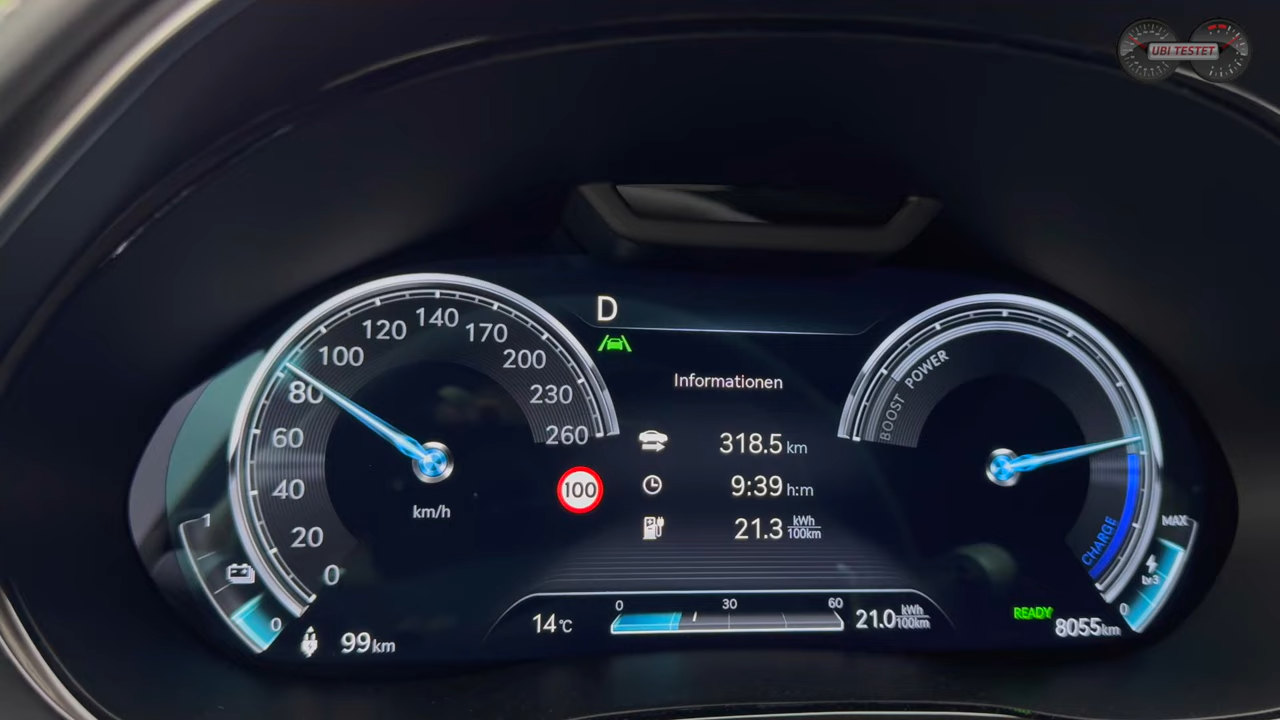 UBI TESTET
D
Informationen
318.5 km
9:39 h:m
21.3 kWh/100km
0 20 40 60 80 100 120 140 170 200 230 260
km/h
100
BOOST POWER
CHARGE
1
0
99km
14°C
0 30 60
21.0 kWh/100km
READY
8055km
MAX
Lv3
0